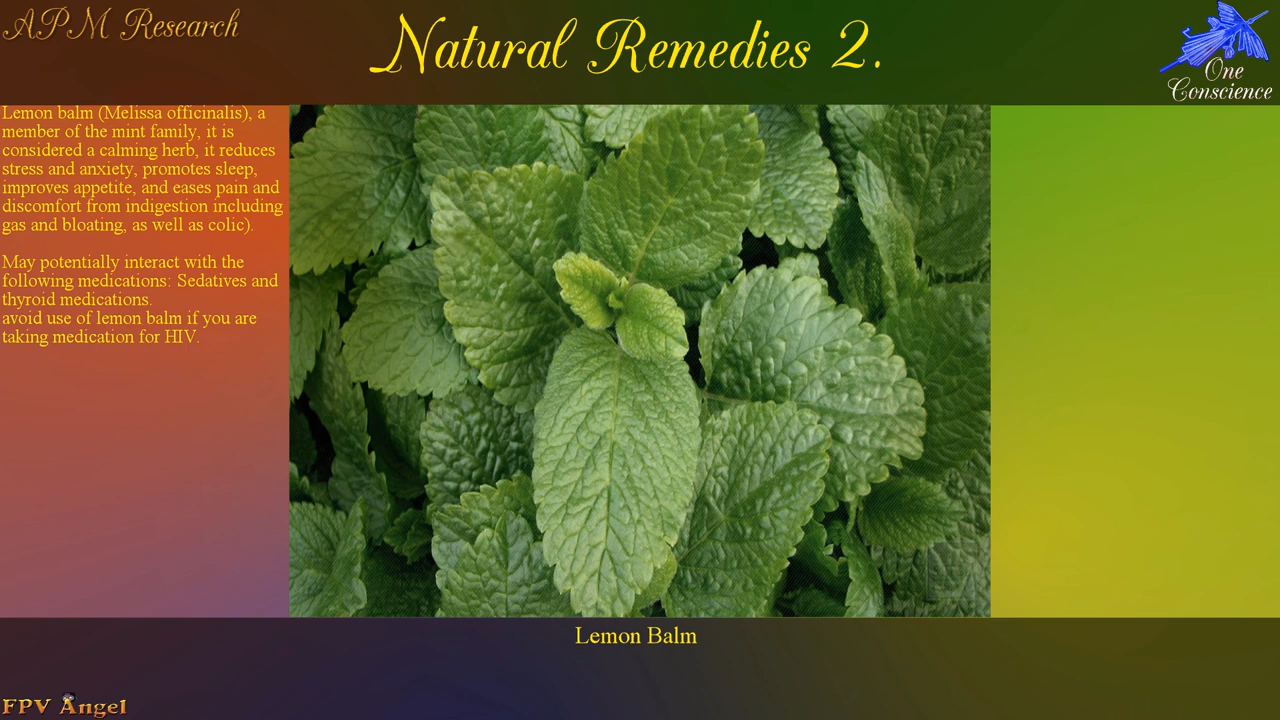 APM Research
Natural Remedies 2.
One
Conscience
Lemon balm (Melissa officinalis), a
member of the mint family, it is
considered a calming herb, it reduces
stress and anxiety, promotes sleep,
improves appetite, and eases pain and
discomfort from indigestion including
gas and bloating, as well as colic).
May potentially interact with the
following medications: Sedatives and
thyroid medications.
avoid use of lemon balm if you are
taking medication for HIV.
Lemon Balm
FPV Angel